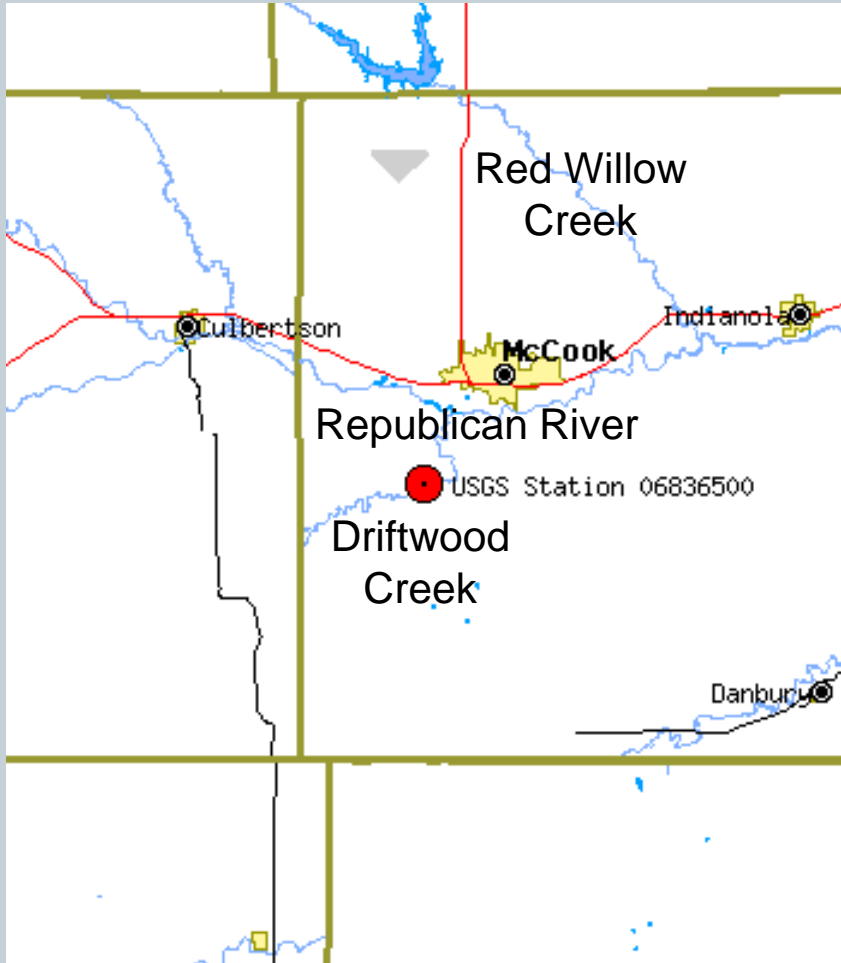 Red Willow
Creek
Indianola
Culbertson
McCook
Republican River
USGS Station 06836500
Driftwood
Creek
Danbury